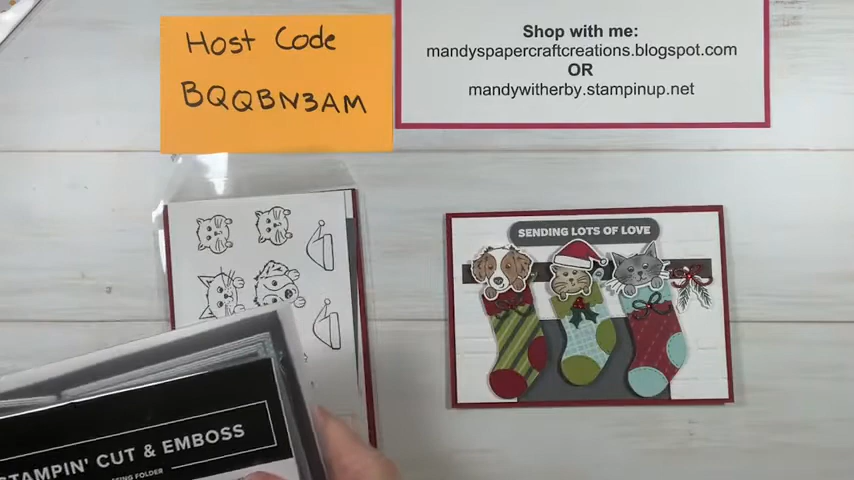 Host Code
BQQBN3AM
Shop with me:
mandyspapercraftcreations.blogspot.com
OR
mandywitherby.stampinup.net
SENDING LOTS OF LOVE
STAMPIN' CUT & EMBOSS
FOLDER